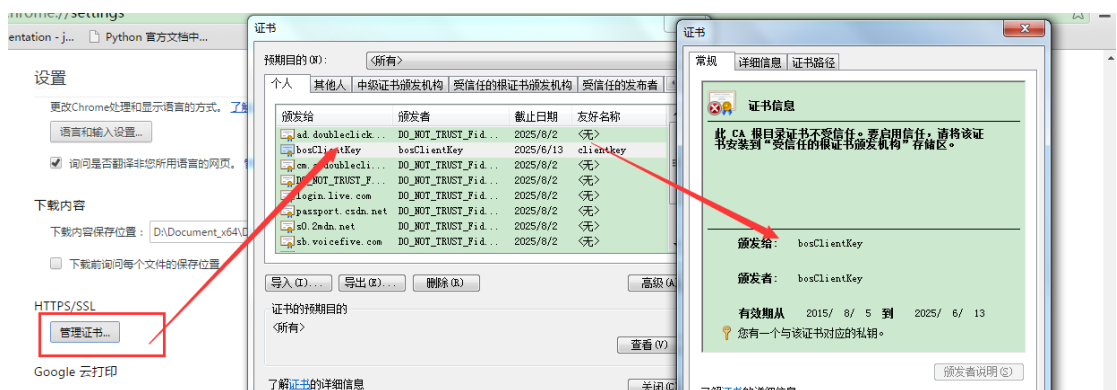 chrome://settings
entation - j...
Python 官方文档中...
设置
更改Chrome处理和显示语言的方式。
语言和输入设置...
询问是否翻译非您所用语言的网页。
下载内容
下载内容保存位置：
D:\Document_x64\D
下载前询问每个文件的保存位置
HTTPS/SSL
管理证书...
Google 云打印
证书
预期目的(N):
<所有>
个人
其他人
中级证书颁发机构
受信任的根证书颁发机构
受信任的发布者
颁发给
颁发者
截止日期
友好名称
ad.doubleclick... DO_NOT_TRUST_Fid... 2025/8/2 <无>
bosClientKey bosClientKey 2025/6/13 clientkey
cm.g.doublecli... DO_NOT_TRUST_Fid... 2025/8/2 <无>
DO_NOT_TRUST_F... DO_NOT_TRUST_Fid... 2025/8/2 <无>
login.live.com DO_NOT_TRUST_Fid... 2025/8/2 <无>
passport.csdn.net DO_NOT_TRUST_Fid... 2025/8/2 <无>
s0.2mdn.net DO_NOT_TRUST_Fid... 2025/8/2 <无>
sb.voicefive.com DO_NOT_TRUST_Fid... 2025/8/2 <无>
导入(I)...
导出(E)...
删除(R)
高级(A)
证书的预期目的
<所有>
查看(V)
了解证书的详细信息
关闭(C)
证书
常规
详细信息
证书路径
证书信息
此 CA 根目录证书不受信任。要启用信任，请将该证
书安装到“受信任的根证书颁发机构”存储区。
颁发给： bosClientKey
颁发者： bosClientKey
有效期从 2015/ 8/ 5 到 2025/ 6/ 13
您有一个与该证书对应的私钥。
颁发者说明(S)
了解证书的详细信息